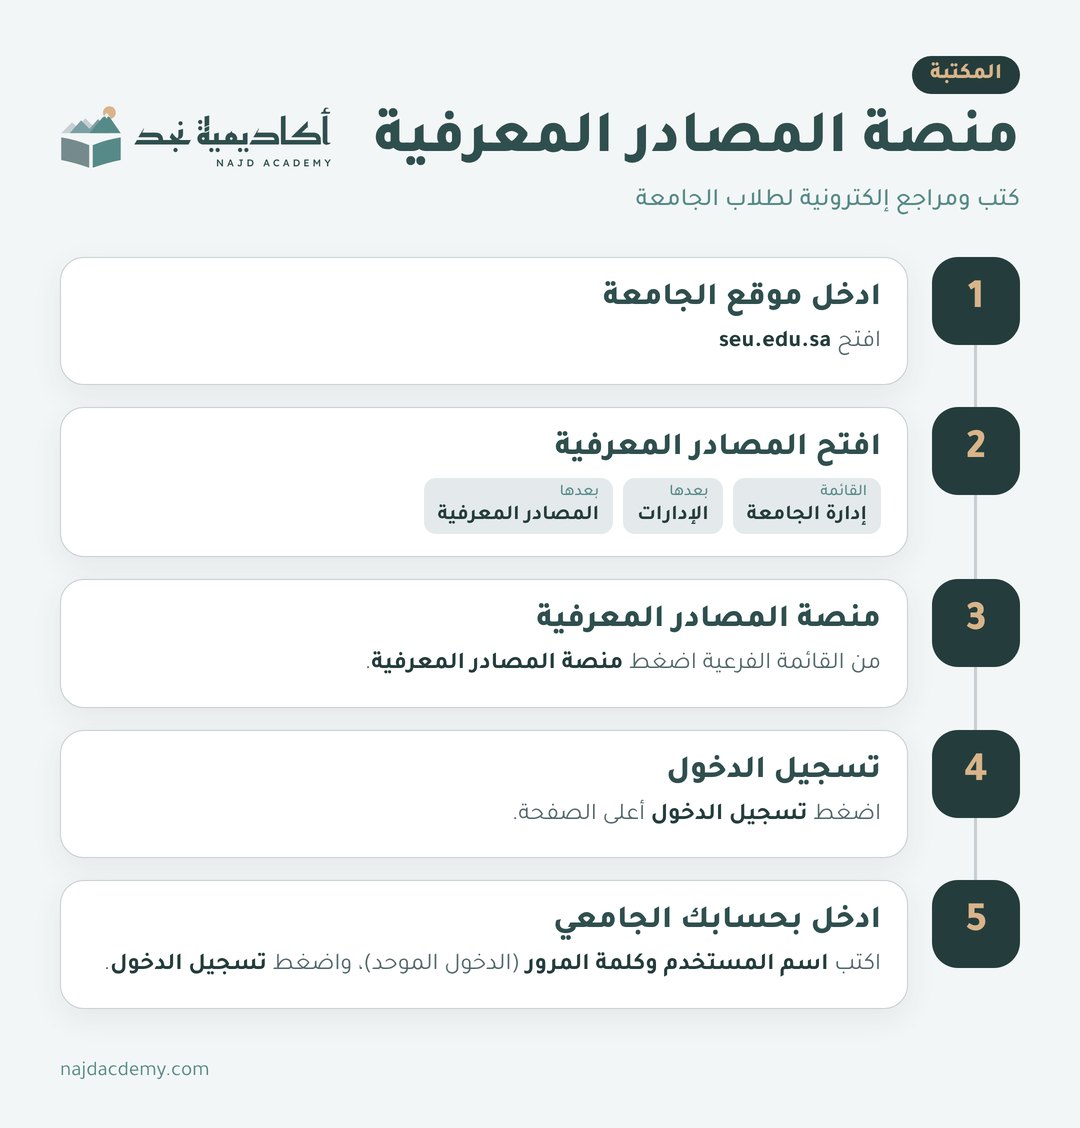 المكتبة
منصة المصادر المعرفية
أكاديمية نجد
NAJD ACADEMY
كتب ومراجع إلكترونية لطلاب الجامعة
1
ادخل موقع الجامعة
افتح seu.edu.sa
2
افتح المصادر المعرفية
القائمة
إدارة الجامعة
بعدها
الإدارات
بعدها
المصادر المعرفية
3
منصة المصادر المعرفية
من القائمة الفرعية اضغط منصة المصادر المعرفية.
4
تسجيل الدخول
اضغط تسجيل الدخول أعلى الصفحة.
5
ادخل بحسابك الجامعي
اكتب اسم المستخدم وكلمة المرور (الدخول الموحد)، واضغط تسجيل الدخول.
najdacdemy.com